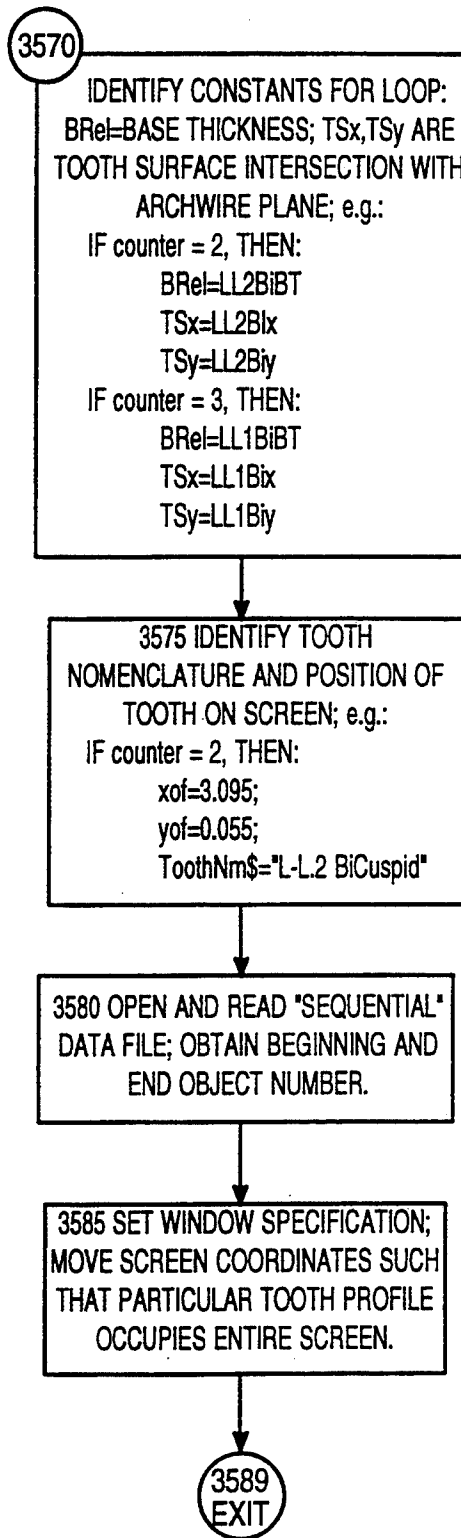 3570
IDENTIFY CONSTANTS FOR LOOP:
BRel=BASE THICKNESS; TSx,TSy ARE
TOOTH SURFACE INTERSECTION WITH
ARCHWIRE PLANE; e.g.:
IF counter = 2, THEN:
BRel=LL2BiBT
TSx=LL2BIx
TSy=LL2Biy
IF counter = 3, THEN:
BRel=LL1BiBT
TSx=LL1Bix
TSy=LL1Biy
3575 IDENTIFY TOOTH
NOMENCLATURE AND POSITION OF
TOOTH ON SCREEN; e.g.:
IF counter = 2, THEN:
xof=3.095;
yof=0.055;
ToothNm$="L-L.2 BiCuspid"
3580 OPEN AND READ "SEQUENTIAL"
DATA FILE; OBTAIN BEGINNING AND
END OBJECT NUMBER.
3585 SET WINDOW SPECIFICATION;
MOVE SCREEN COORDINATES SUCH
THAT PARTICULAR TOOTH PROFILE
OCCUPIES ENTIRE SCREEN.
3589
EXIT